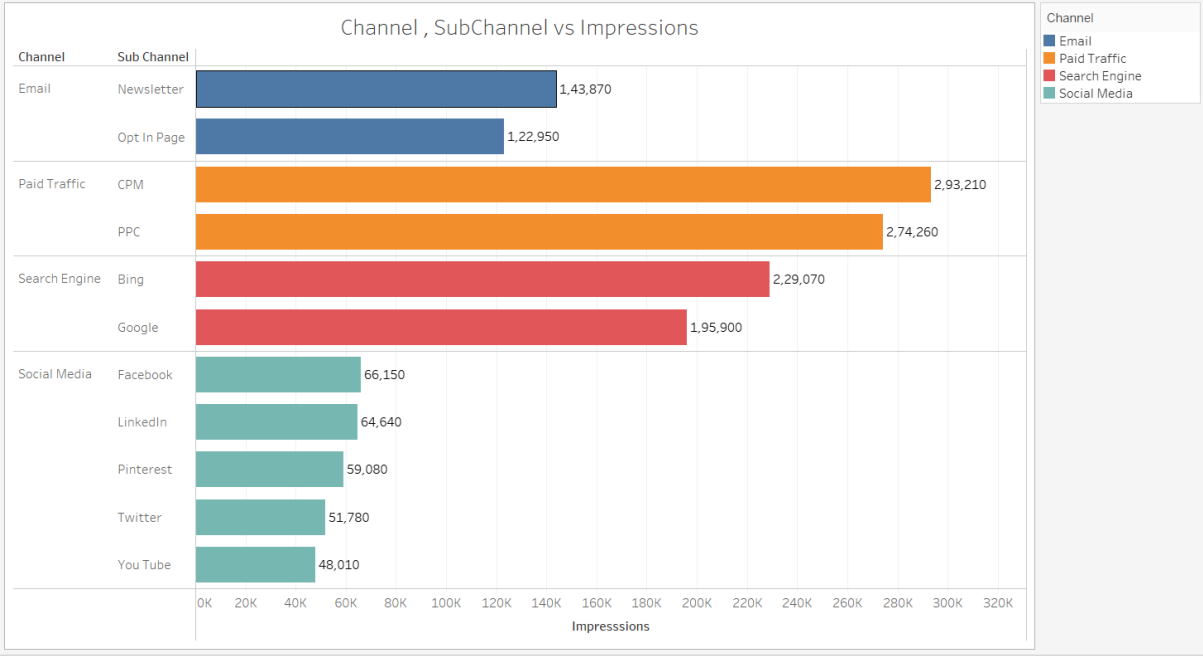 Channel , SubChannel vs Impressions
Channel Sub Channel
Email Newsletter 1,43,870
Opt In Page 1,22,950
Paid Traffic CPM 2,93,210
PPC 2,74,260
Search Engine Bing 2,29,070
Google 1,95,900
Social Media Facebook 66,150
LinkedIn 64,640
Pinterest 59,080
Twitter 51,780
You Tube 48,010
0K 20K 40K 60K 80K 100K 120K 140K 160K 180K 200K 220K 240K 260K 280K 300K 320K
Impresssions
Channel
Email
Paid Traffic
Search Engine
Social Media